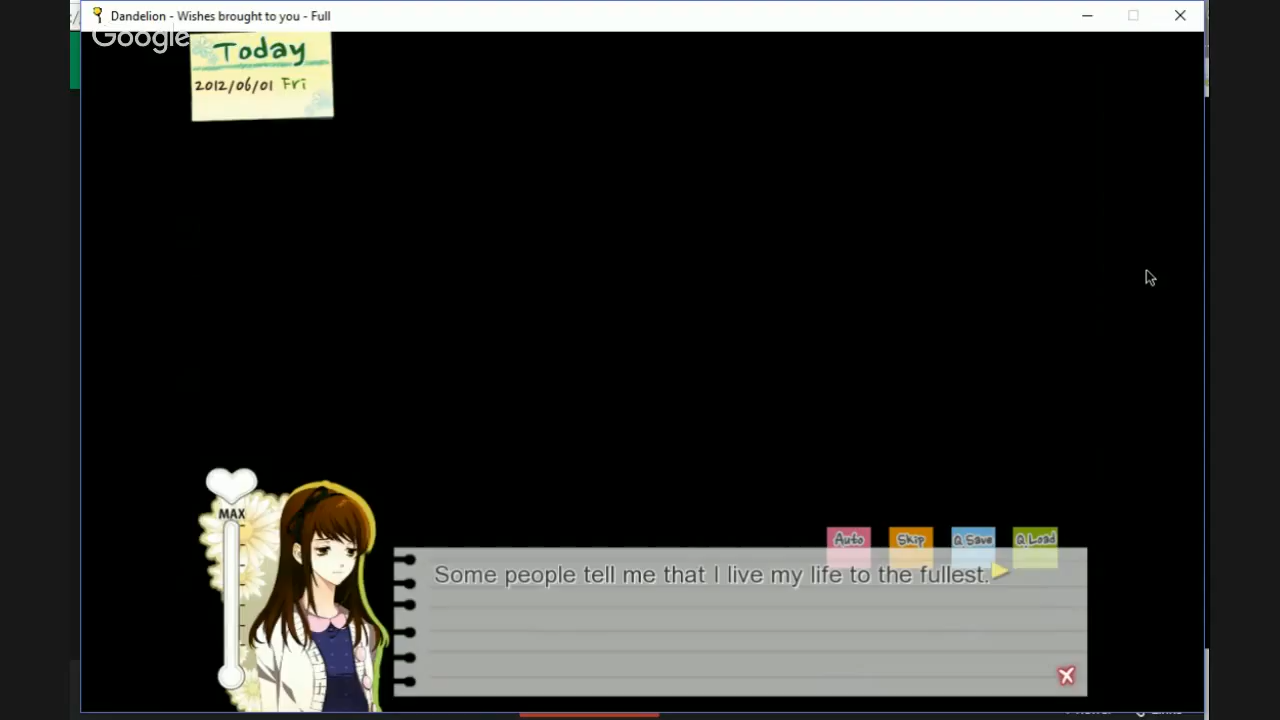 Dandelion - Wishes brought to you - Full
Google
Today
2012/06/01 Fri
MAX
Auto
Skip
Q.Save
Q.Load
Some people tell me that I live my life to the fullest.